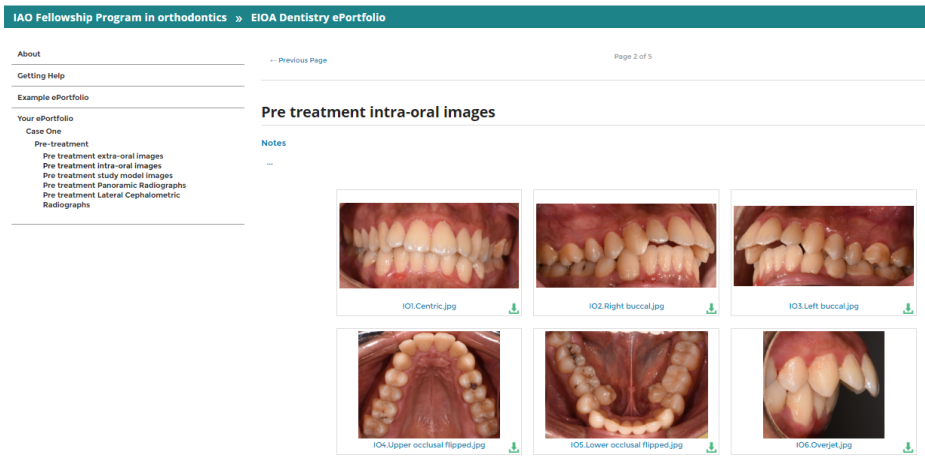 IAO Fellowship Program in orthodontics » EIOA Dentistry ePortfolio
About
Getting Help
Example ePortfolio
Your ePortfolio
Case One
Pre-treatment
Pre treatment extra-oral images
Pre treatment intra-oral images
Pre treatment study model images
Pre treatment Panoramic Radiographs
Pre treatment Lateral Cephalometric
Radiographs
← Previous Page
Page 2 of 5
Pre treatment intra-oral images
Notes
...
IO1.Centric.jpg
IO2.Right buccal.jpg
IO3.Left buccal.jpg
IO4.Upper occlusal flipped.jpg
IO5.Lower occlusal flipped.jpg
IO6.Overjet.jpg